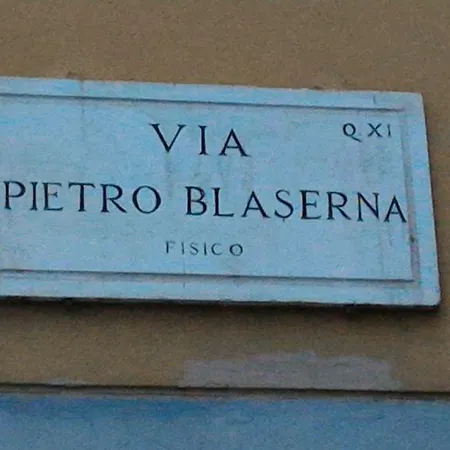 VIA Q XI
PIETRO BLASERNA
FISICO